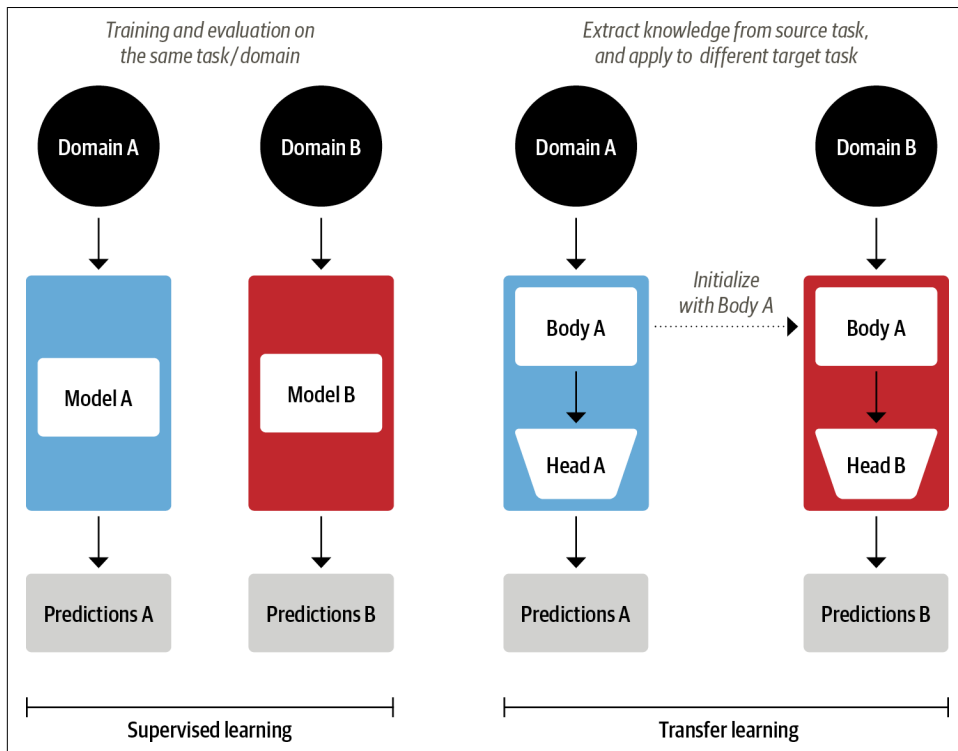 Training and evaluation on
the same task/domain
Extract knowledge from source task,
and apply to different target task
Domain A
Domain B
Domain A
Domain B
Model A
Model B
Body A
Initialize
with Body A
Body A
Head A
Head B
Predictions A
Predictions B
Predictions A
Predictions B
Supervised learning
Transfer learning